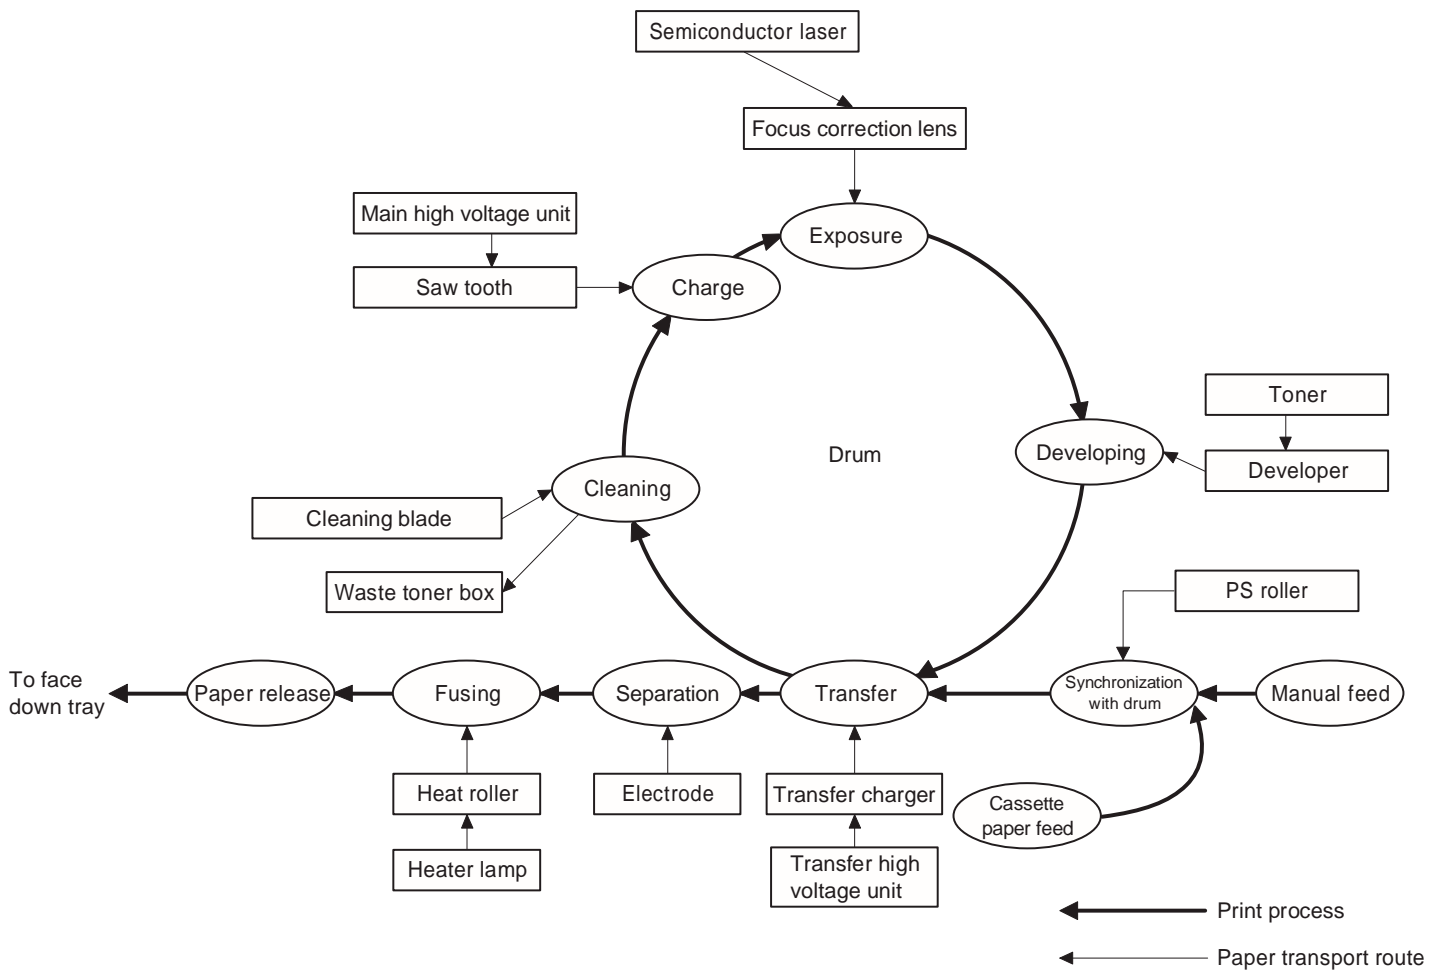 Semiconductor laser
Focus correction lens
Main high voltage unit
Exposure
Saw tooth
Charge
Toner
Drum
Developing
Developer
Cleaning
Cleaning blade
Waste toner box
PS roller
To face
down tray
Paper release
Fusing
Separation
Transfer
Synchronization
with drum
Manual feed
Heat roller
Electrode
Transfer charger
Cassette
paper feed
Heater lamp
Transfer high
voltage unit
Print process
Paper transport route